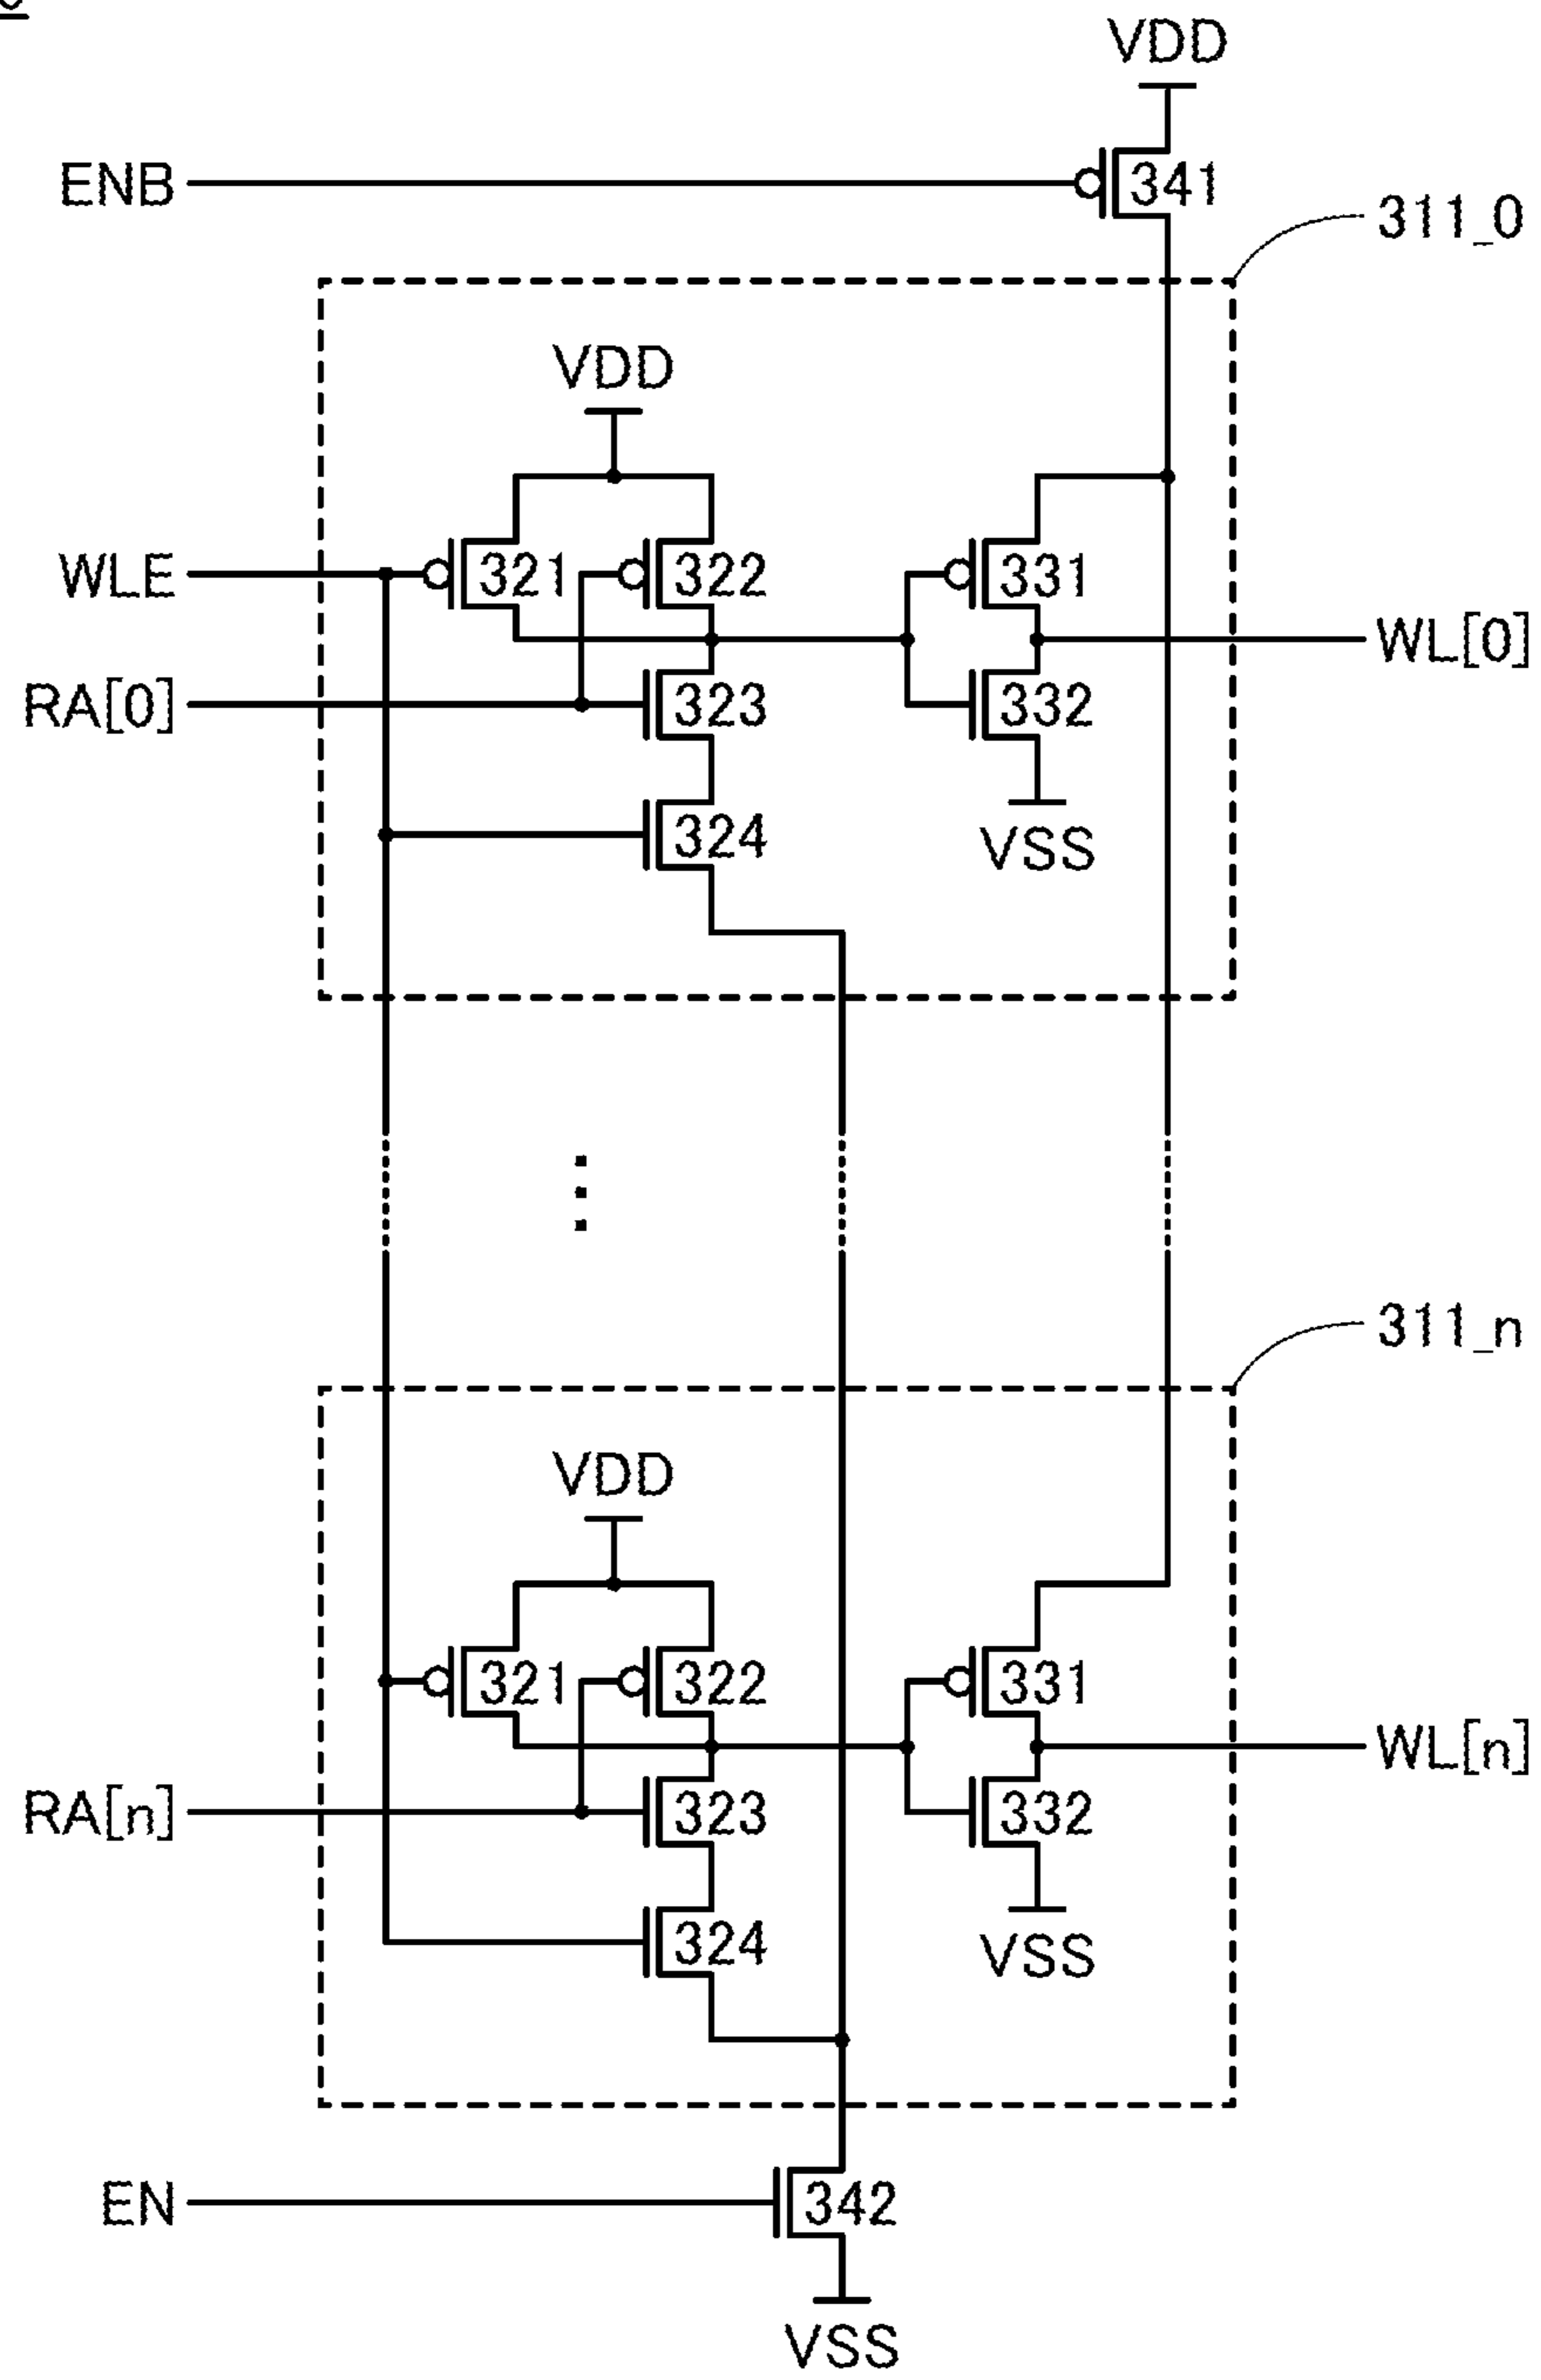 VDD
ENB
341
311_0
VDD
WLE
321
322
331
WL[0]
RA[0]
323
332
324
VSS
311_n
VDD
321
322
331
WL[n]
RA[n]
323
332
324
VSS
EN
342
VSS